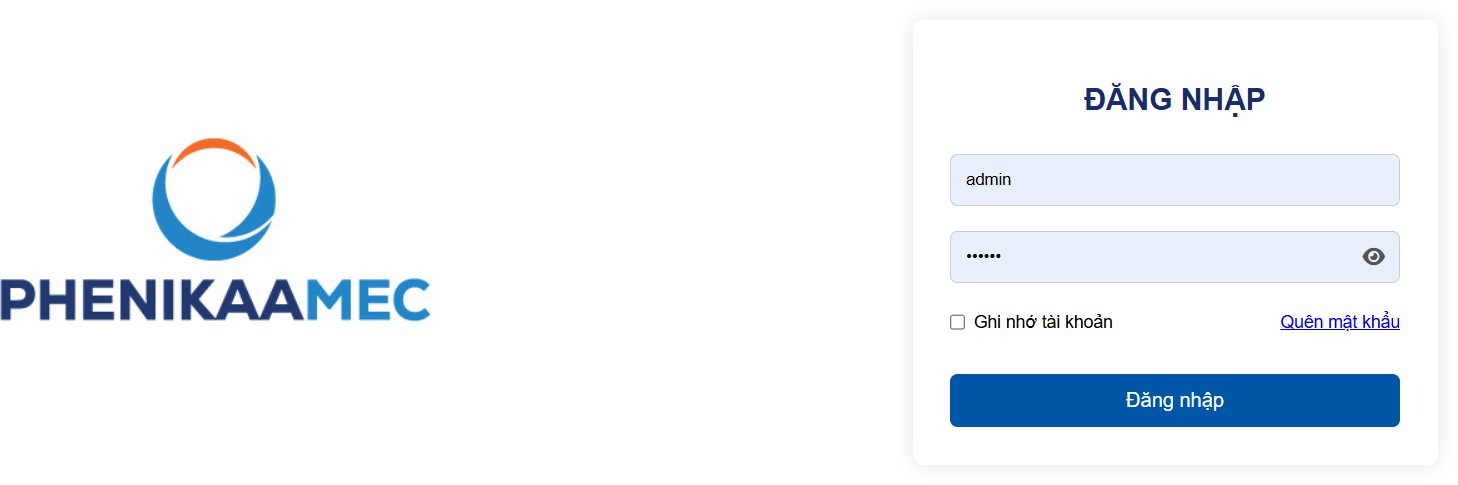 PHENIKAAMEC
ĐĂNG NHẬP
admin
••••••
Ghi nhớ tài khoản
Quên mật khẩu
Đăng nhập